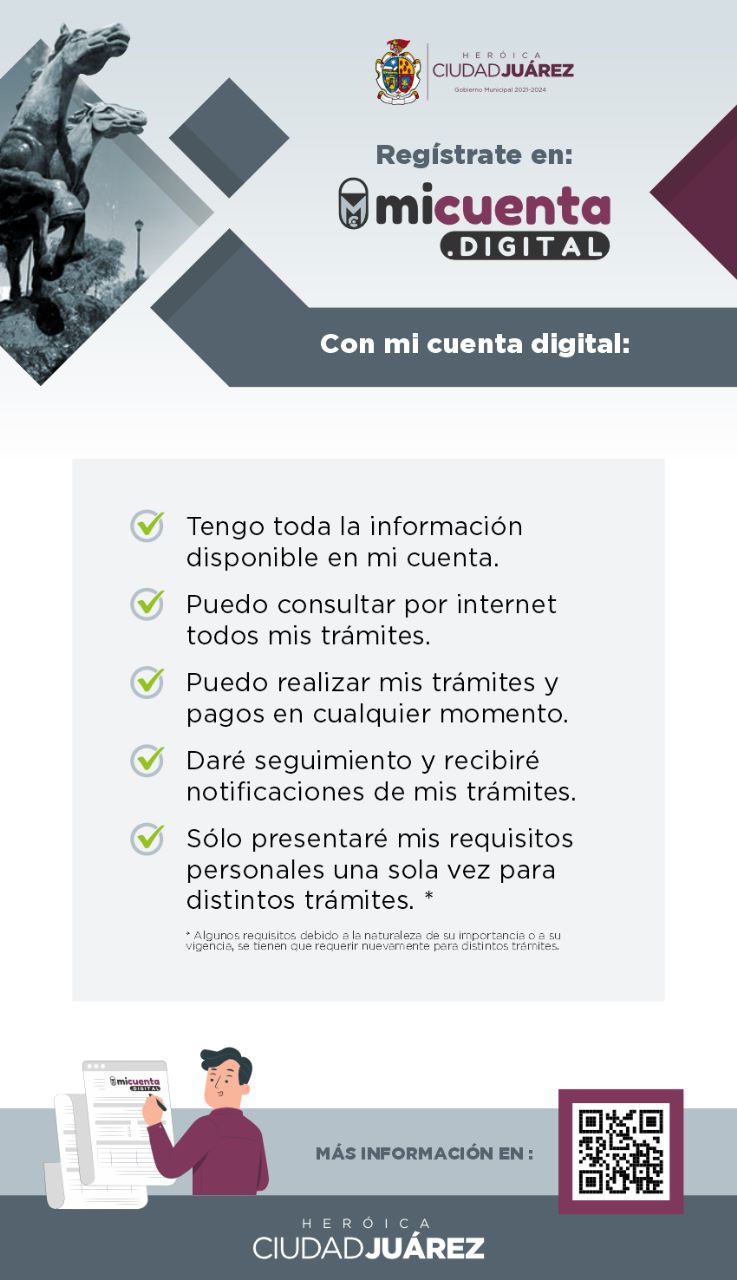 HERÓICA
CIUDADJUÁREZ
Gobierno Municipal 2021-2024
Regístrate en:
micuenta
.DIGITAL
Con mi cuenta digital:
Tengo toda la información
disponible en mi cuenta.
Puedo consultar por internet
todos mis trámites.
Puedo realizar mis trámites y
pagos en cualquier momento.
Daré seguimiento y recibiré
notificaciones de mis trámites.
Sólo presentaré mis requisitos
personales una sola vez para
distintos trámites. *
* Algunos requisitos debido a la naturaleza de su importancia o a su
vigencia, se tienen que requerir nuevamente para distintos trámites.
micuenta
DIGITAL
MÁS INFORMACIÓN EN :
HERÓICA
CIUDADJUÁREZ